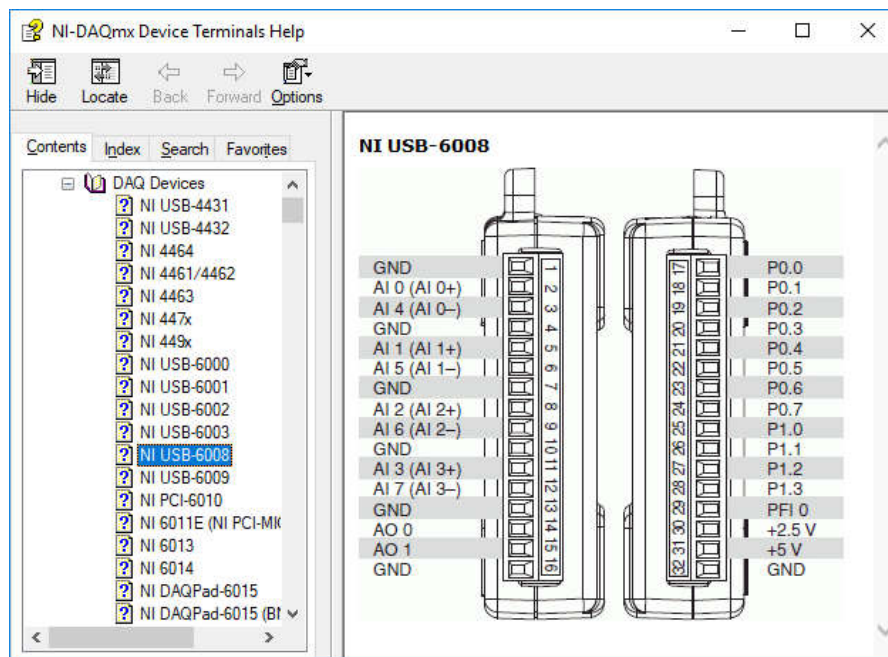 NI-DAQmx Device Terminals Help
Hide Locate Back Forward Options
Contents Index Search Favorites
DAQ Devices
NI USB-4431
NI USB-4432
NI 4464
NI 4461/4462
NI 4463
NI 447x
NI 449x
NI USB-6000
NI USB-6001
NI USB-6002
NI USB-6003
NI USB-6008
NI USB-6009
NI PCI-6010
NI 6011E (NI PCI-MI
NI 6013
NI 6014
NI DAQPad-6015
NI DAQPad-6015 (B
NI USB-6008
GND 1 17 P0.0
AI 0 (AI 0+) 2 18 P0.1
AI 4 (AI 0–) 3 19 P0.2
GND 4 20 P0.3
AI 1 (AI 1+) 5 21 P0.4
AI 5 (AI 1–) 6 22 P0.5
GND 7 23 P0.6
AI 2 (AI 2+) 8 24 P0.7
AI 6 (AI 2–) 9 25 P1.0
GND 10 26 P1.1
AI 3 (AI 3+) 11 27 P1.2
AI 7 (AI 3–) 12 28 P1.3
GND 13 29 PFI 0
AO 0 14 30 +2.5 V
AO 1 15 31 +5 V
GND 16 32 GND